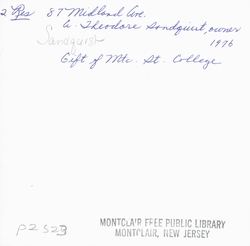 2 Res 87 Midland Ave.
A. Theodore Sandquist, owner
1976
Sandquist
Gift of Mtc. St. College
P2523
MONTCLAIR FREE PUBLIC LIBRARY
MONTCLAIR, NEW JERSEY